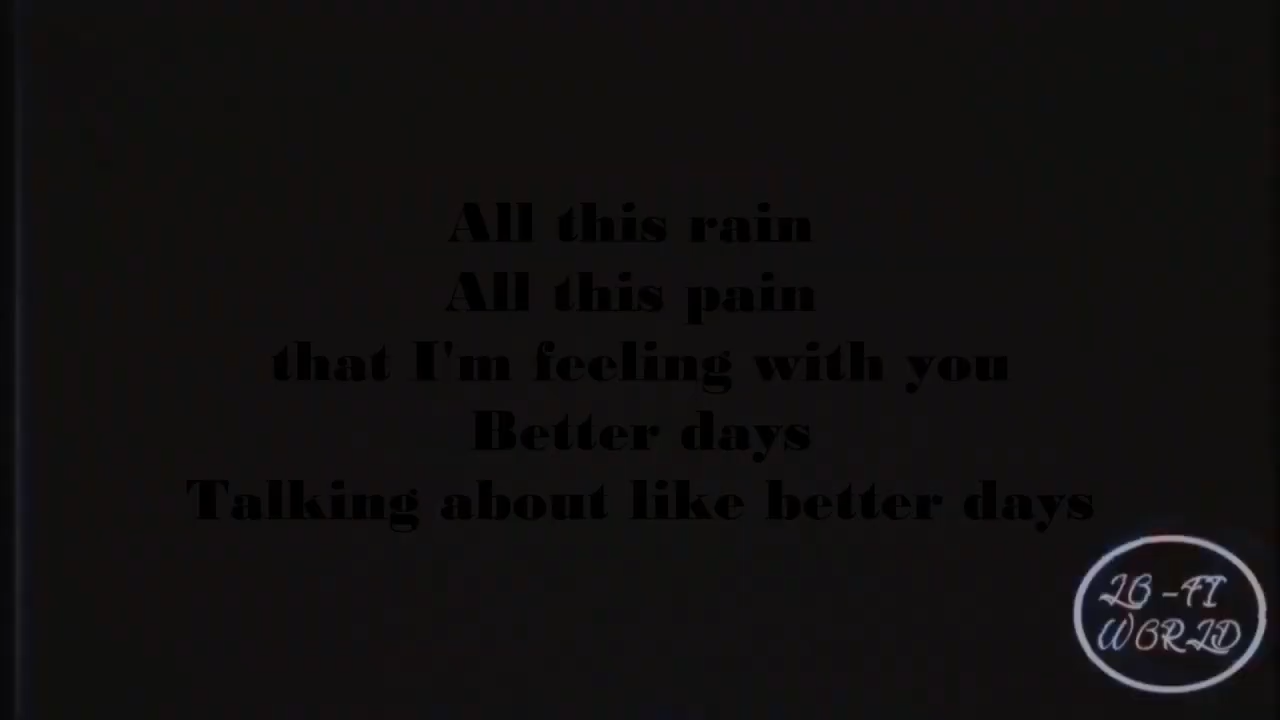 All this rain
All this pain
that I'm feeling with you
Better days
Talking about like better days
LO-FI
WORLD